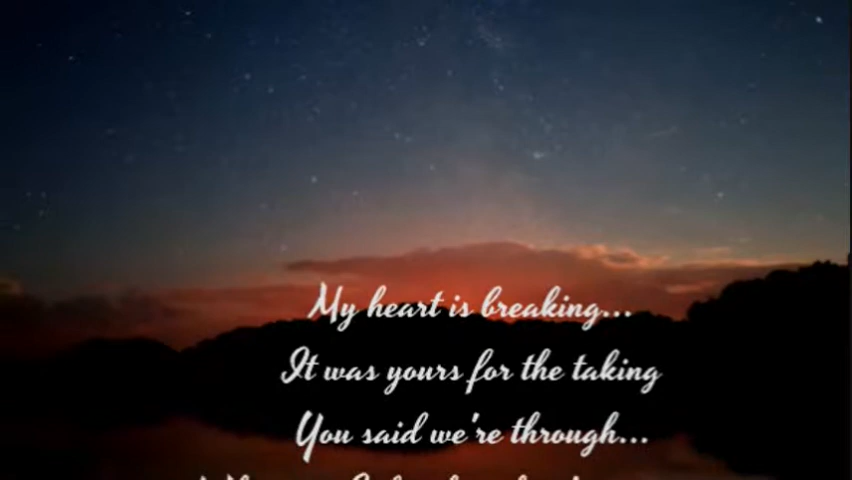 My heart is breaking...
It was yours for the taking
You said we're through...